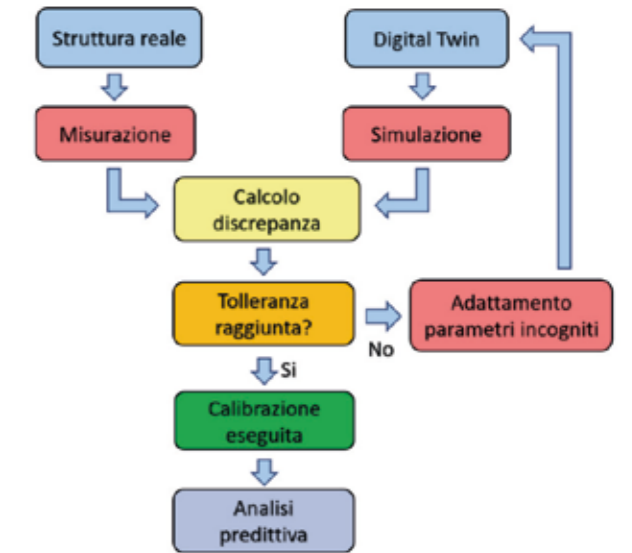 Struttura reale
Digital Twin
Misurazione
Simulazione
Calcolo
discrepanza
Tolleranza
raggiunta?
No
Adattamento
parametri incogniti
Si
Calibrazione
eseguita
Analisi
predittiva